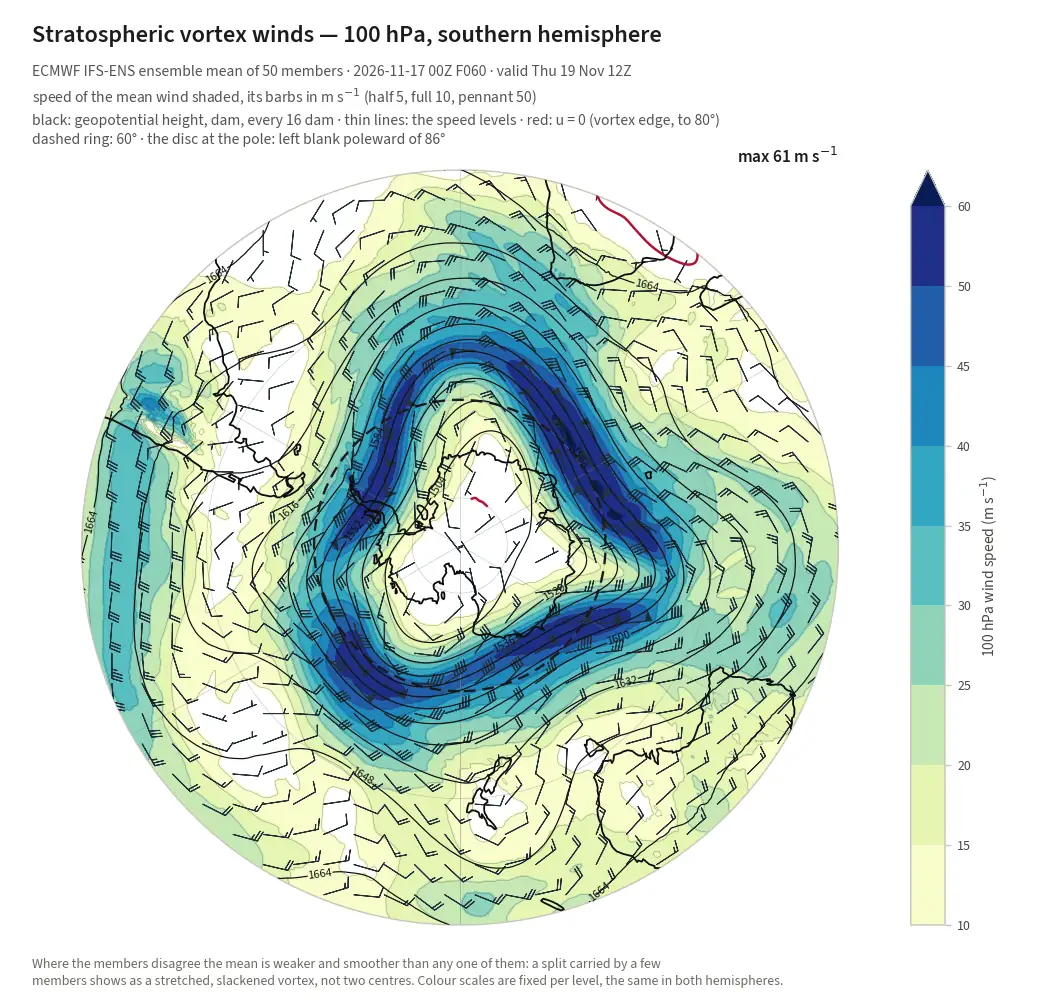 Stratospheric vortex winds — 100 hPa, southern hemisphere
ECMWF IFS-ENS ensemble mean of 50 members · 2026-11-17 00Z F060 · valid Thu 19 Nov 12Z
speed of the mean wind shaded, its barbs in m s⁻¹ (half 5, full 10, pennant 50)
black: geopotential height, dam, every 16 dam · thin lines: the speed levels · red: u = 0 (vortex edge, to 80°)
dashed ring: 60° · the disc at the pole: left blank poleward of 86°
max 61 m s⁻¹
60
50
45
40
35
30
25
20
15
10
100 hPa wind speed (m s⁻¹)
1664
1664
1584
1504
1616
1664
1520
1536
1600
1632
1648
1664
1664
Where the members disagree the mean is weaker and smoother than any one of them: a split carried by a few
members shows as a stretched, slackened vortex, not two centres. Colour scales are fixed per level, the same in both hemispheres.